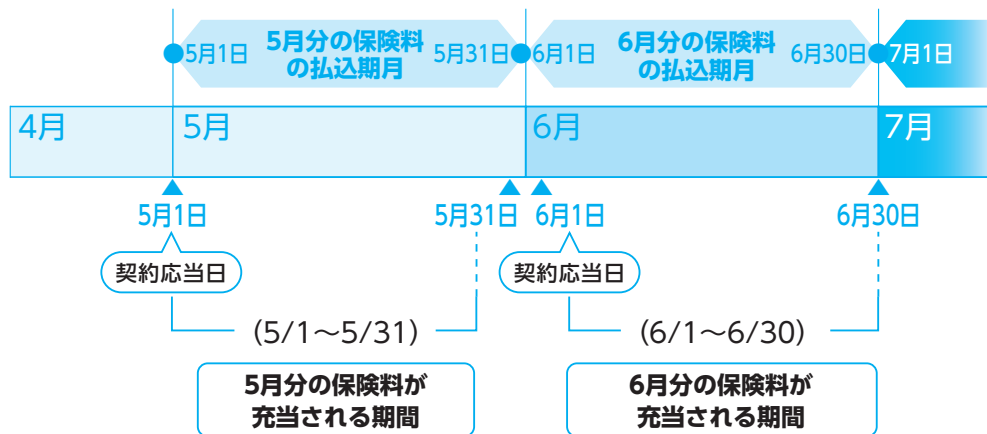 5月1日
5月分の保険料
の払込期月
5月31日
6月1日
6月分の保険料
の払込期月
6月30日
7月1日
4月
5月
6月
7月
5月1日
5月31日
6月1日
6月30日
契約応当日
契約応当日
(5/1～5/31)
(6/1～6/30)
5月分の保険料が
充当される期間
6月分の保険料が
充当される期間